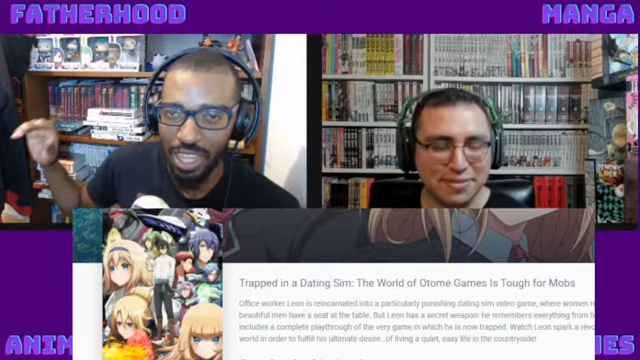 FATHERHOOD
MANGA
Trapped in a Dating Sim: The World of Otome Games Is Tough for Mobs
Office worker Leon is reincarnated into a particularly punishing dating sim video game, where women r
beautiful men have a seat at the table. But Leon has a secret weapon: he remembers everything from h
includes a complete playthrough of the very game in which he is now trapped. Watch Leon spark a revo
world in order to fulfill his ultimate desire...of living a quiet, easy life in the countryside!
ANIM
MES